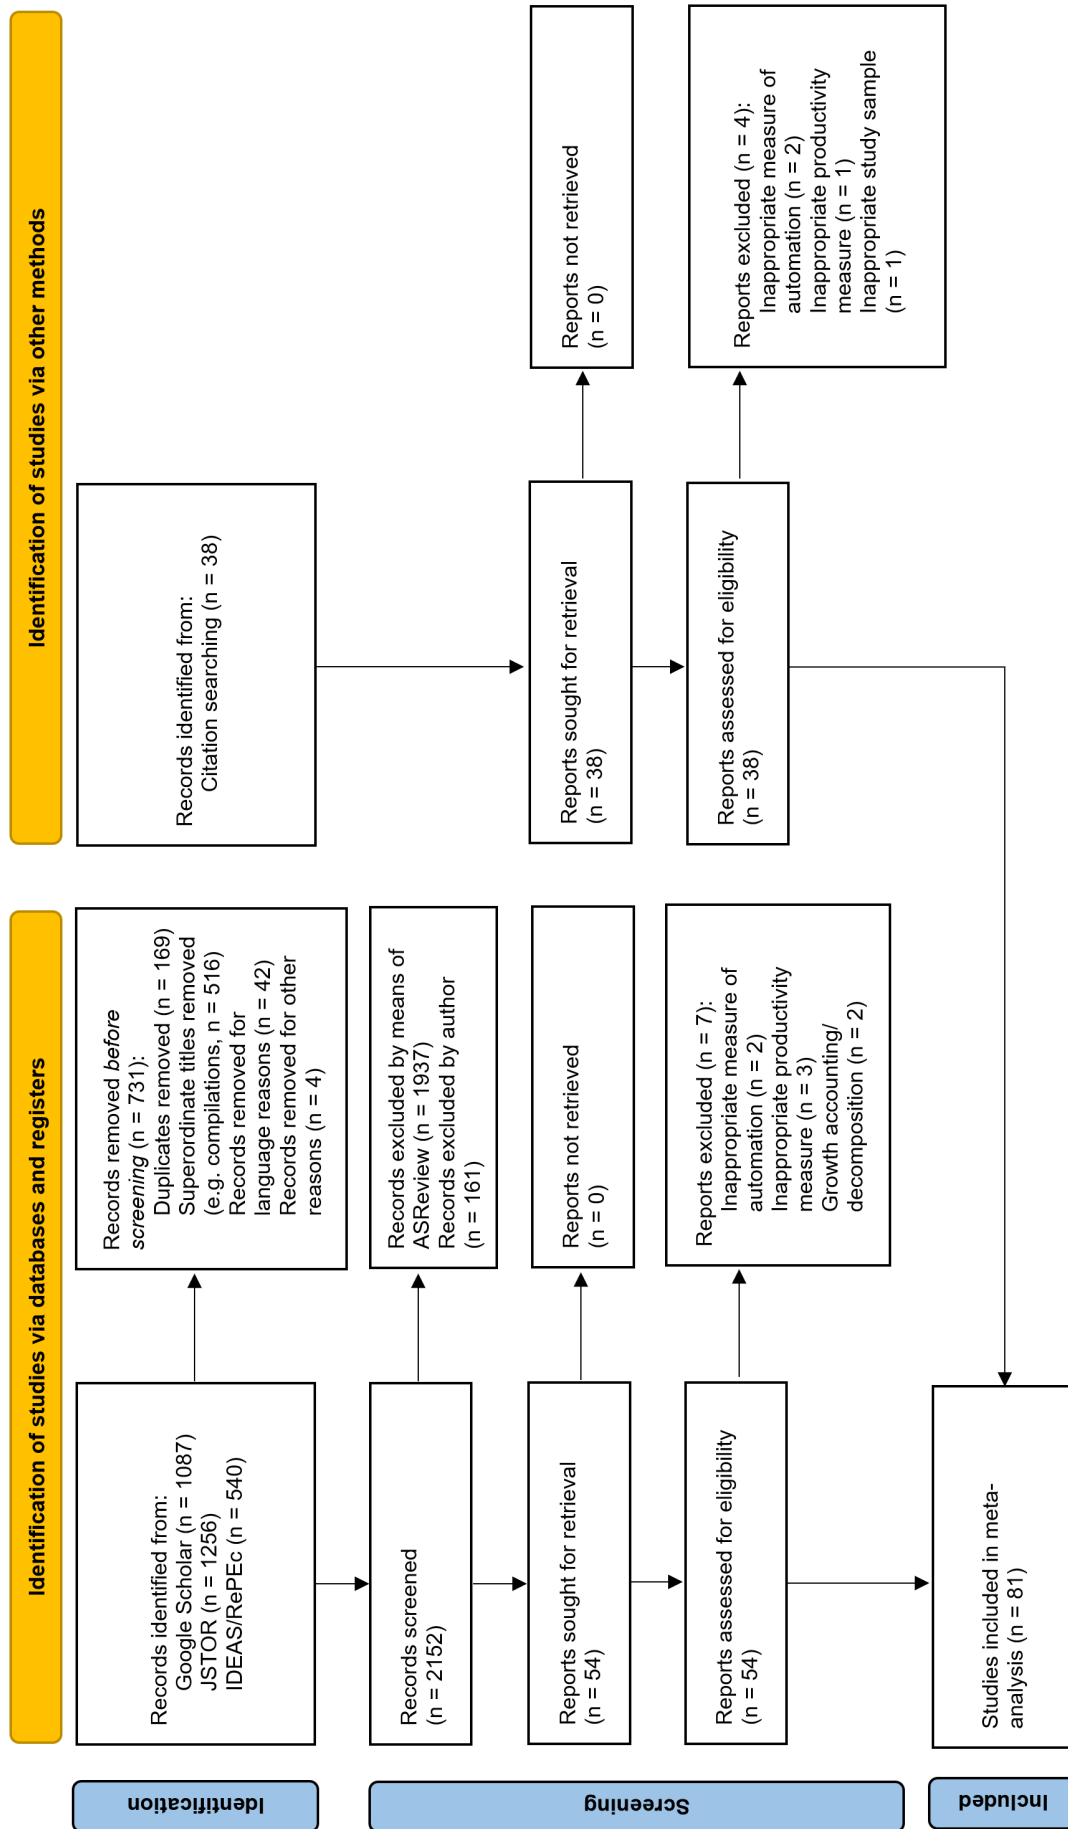 Identification of studies via databases and registers
Identification of studies via other methods
Identification
Records identified from:
Google Scholar (n = 1087)
JSTOR (n = 1256)
IDEAS/RePEc (n = 540)
Records removed before
screening (n = 731):
Duplicates removed (n = 169)
Superordinate titles removed
(e.g. compilations, n = 516)
Records removed for
language reasons (n = 42)
Records removed for other
reasons (n = 4)
Records identified from:
Citation searching (n = 38)
Screening
Records screened
(n = 2152)
Records excluded by means of
ASReview (n = 1937)
Records excluded by author
(n = 161)
Reports sought for retrieval
(n = 54)
Reports not retrieved
(n = 0)
Reports sought for retrieval
(n = 38)
Reports not retrieved
(n = 0)
Reports assessed for eligibility
(n = 54)
Reports excluded (n = 7):
Inappropriate measure of
automation (n = 2)
Inappropriate productivity
measure (n = 3)
Growth accounting/
decomposition (n = 2)
Reports assessed for eligibility
(n = 38)
Reports excluded (n = 4):
Inappropriate measure of
automation (n = 2)
Inappropriate productivity
measure (n = 1)
Inappropriate study sample
(n = 1)
Included
Studies included in meta-
analysis (n = 81)